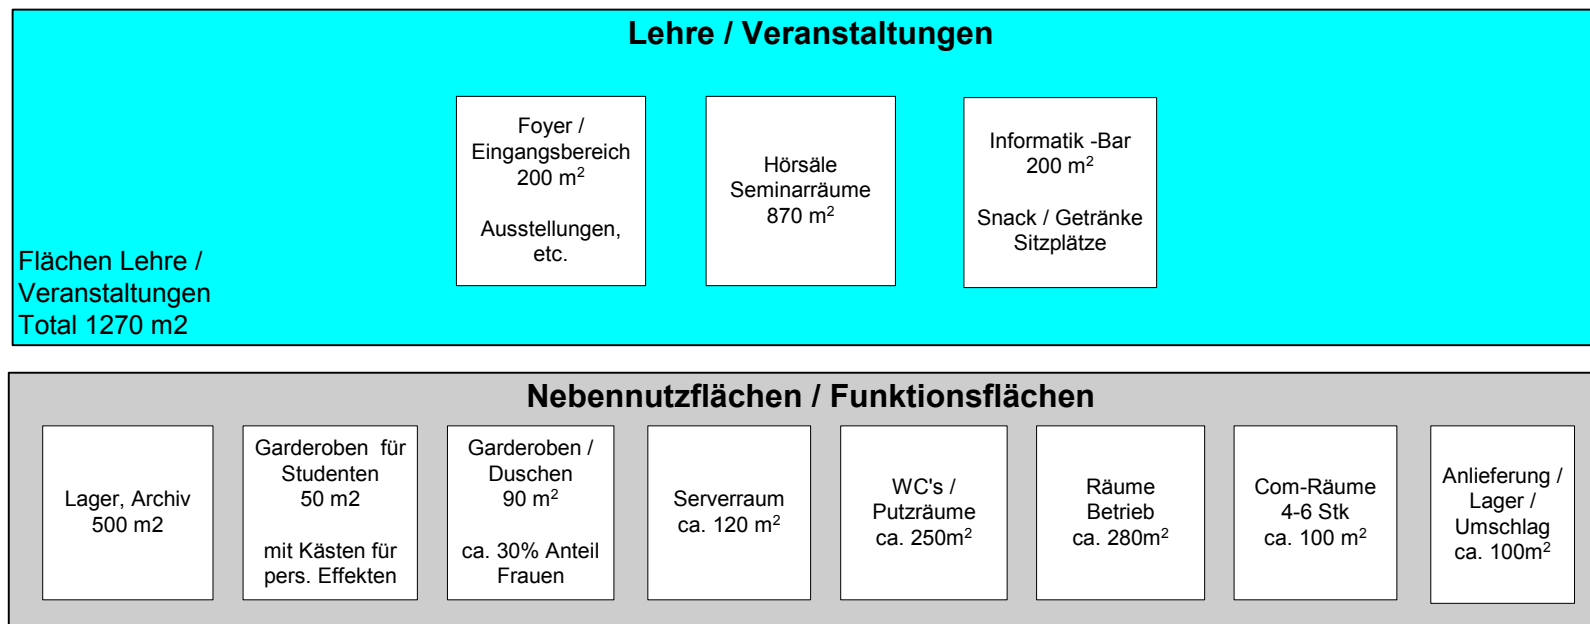 Lehre / Veranstaltungen
Foyer /
Eingangsbereich
200 m²
Ausstellungen,
etc.
Hörsäle
Seminarräume
870 m²
Informatik -Bar
200 m²
Snack / Getränke
Sitzplätze
Flächen Lehre /
Veranstaltungen
Total 1270 m2
Nebennutzflächen / Funktionsflächen
Lager, Archiv
500 m2
Garderoben für
Studenten
50 m2
mit Kästen für
pers. Effekten
Garderoben /
Duschen
90 m²
ca. 30% Anteil
Frauen
Serverraum
ca. 120 m²
WC's /
Putzräume
ca. 250m²
Räume
Betrieb
ca. 280m²
Com-Räume
4-6 Stk
ca. 100 m²
Anlieferung /
Lager /
Umschlag
ca. 100m²